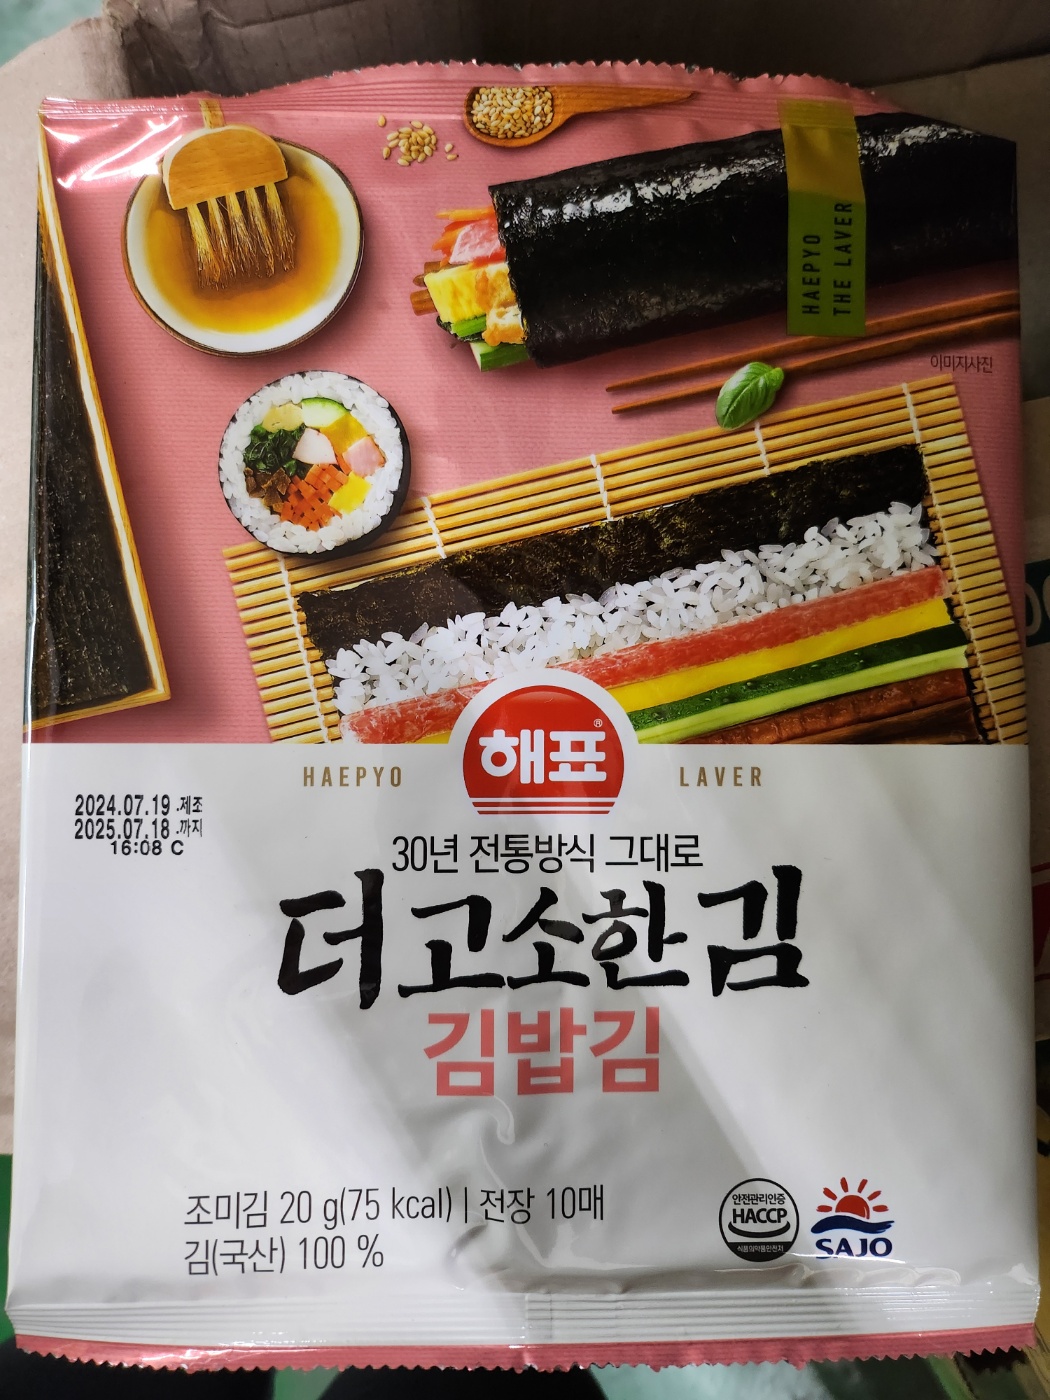 HAEPYO
THE LAVER
이미지사진
해표®
HAEPYO
LAVER
2024.07.19 .제조
2025.07.18 .까지
16:08 C
30년 전통방식 그대로
더 고소한 김
김밥김
조미김 20 g(75 kcal) | 전장 10매
김(국산) 100 %
안전관리인증
HACCP
식품의약품안전처
SAJO